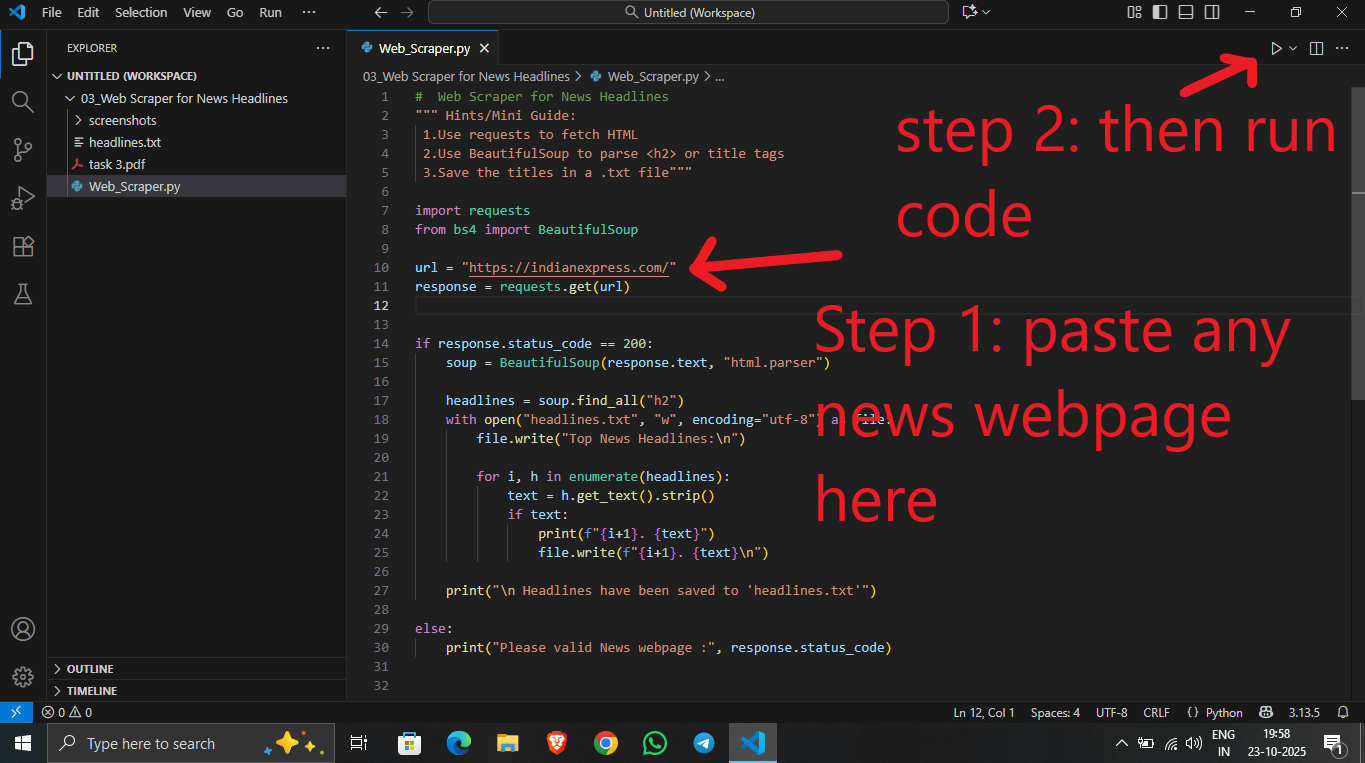 File Edit Selection View Go Run ··· Untitled (Workspace)
EXPLORER ···
UNTITLED (WORKSPACE)
03_Web Scraper for News Headlines
screenshots
headlines.txt
task 3.pdf
Web_Scraper.py
OUTLINE
TIMELINE
Web_Scraper.py
03_Web Scraper for News Headlines > Web_Scraper.py > ...
1 #  Web Scraper for News Headlines
2 """ Hints/Mini Guide:
3  1.Use requests to fetch HTML
4  2.Use BeautifulSoup to parse <h2> or title tags
5  3.Save the titles in a .txt file"""
6
7 import requests
8 from bs4 import BeautifulSoup
9
10 url = "https://indianexpress.com/"
11 response = requests.get(url)
12
13
14 if response.status_code == 200:
15     soup = BeautifulSoup(response.text, "html.parser")
16
17     headlines = soup.find_all("h2")
18     with open("headlines.txt", "w", encoding="utf-8") as file:
19         file.write("Top News Headlines:\n")
20
21         for i, h in enumerate(headlines):
22             text = h.get_text().strip()
23             if text:
24                 print(f"{i+1}. {text}")
25                 file.write(f"{i+1}. {text}\n")
26
27     print("\n Headlines have been saved to 'headlines.txt'")
28
29 else:
30     print("Please valid News webpage :", response.status_code)
31
32
step 2: then run
code
Step 1: paste any
news webpage
here
0 0 Ln 12, Col 1 Spaces: 4 UTF-8 CRLF {} Python 3.13.5
Type here to search
ENG
IN
19:58
23-10-2025
1